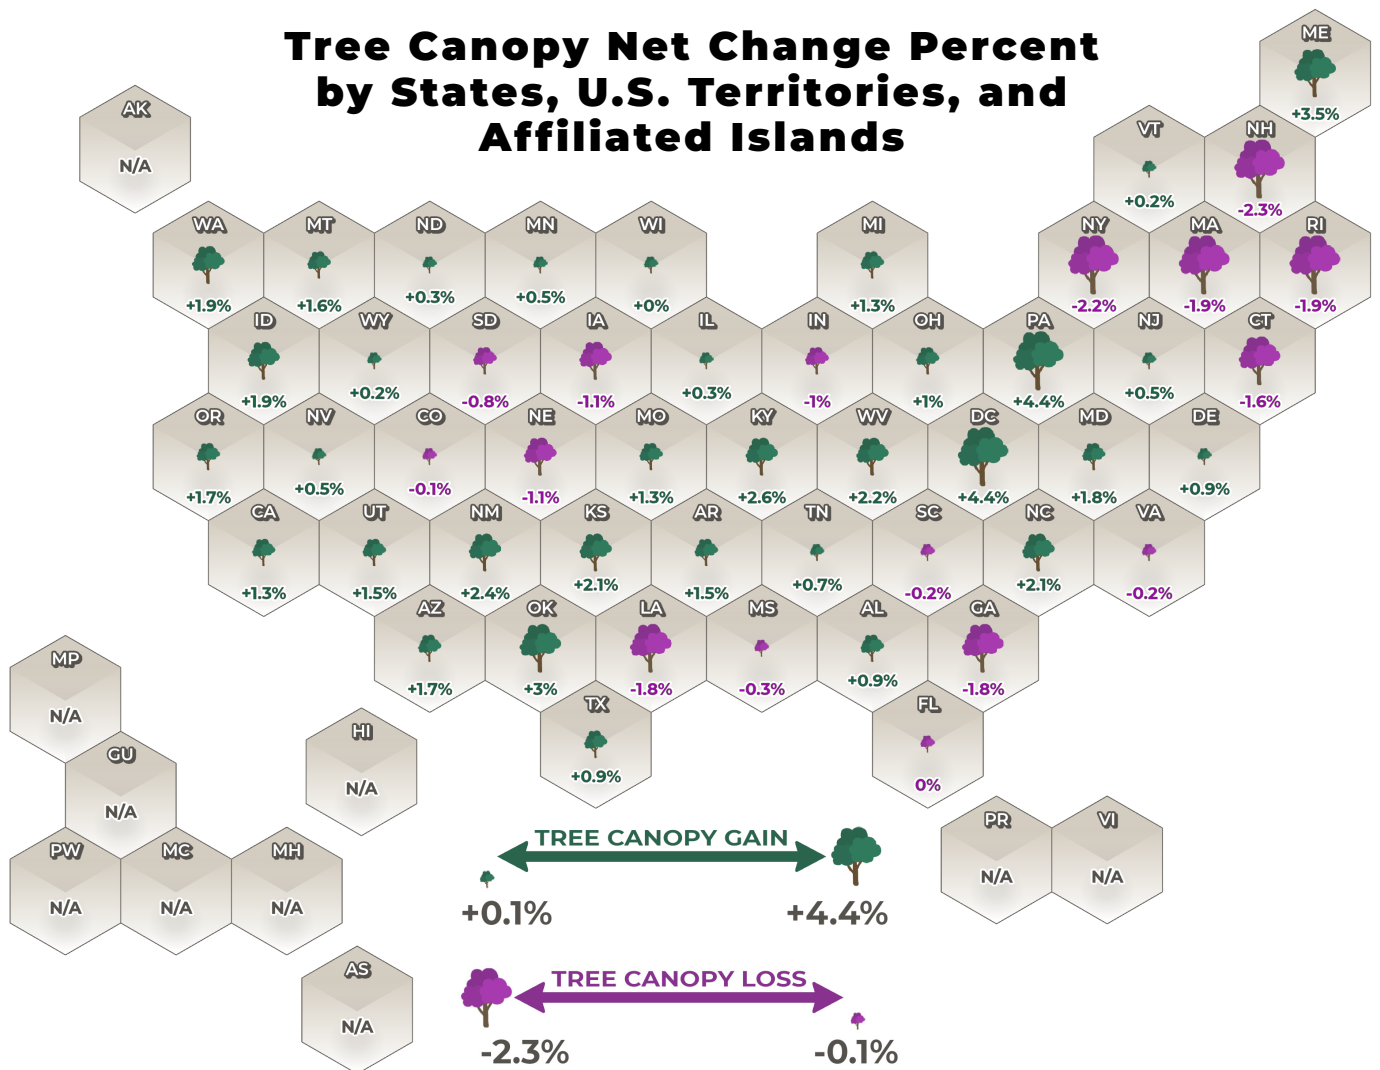 Tree Canopy Net Change Percent
by States, U.S. Territories, and
Affiliated Islands
ME
+3.5%
AK
N/A
VT
+0.2%
NH
-2.3%
WA
+1.9%
MT
+1.6%
ND
+0.3%
MN
+0.5%
WI
+0%
MI
+1.3%
NY
-2.2%
MA
-1.9%
RI
-1.9%
ID
+1.9%
WY
+0.2%
SD
-0.8%
IA
-1.1%
IL
+0.3%
IN
-1%
OH
+1%
PA
+4.4%
NJ
+0.5%
CT
-1.6%
OR
+1.7%
NV
+0.5%
CO
-0.1%
NE
-1.1%
MO
+1.3%
KY
+2.6%
WV
+2.2%
DC
+4.4%
MD
+1.8%
DE
+0.9%
CA
+1.3%
UT
+1.5%
NM
+2.4%
KS
+2.1%
AR
+1.5%
TN
+0.7%
SC
-0.2%
NC
+2.1%
VA
-0.2%
AZ
+1.7%
OK
+3%
LA
-1.8%
MS
-0.3%
AL
+0.9%
GA
-1.8%
MP
N/A
TX
+0.9%
FL
0%
HI
N/A
GU
N/A
PW
N/A
MC
N/A
MH
N/A
PR
N/A
VI
N/A
AS
N/A
TREE CANOPY GAIN
+0.1%
+4.4%
TREE CANOPY LOSS
-2.3%
-0.1%